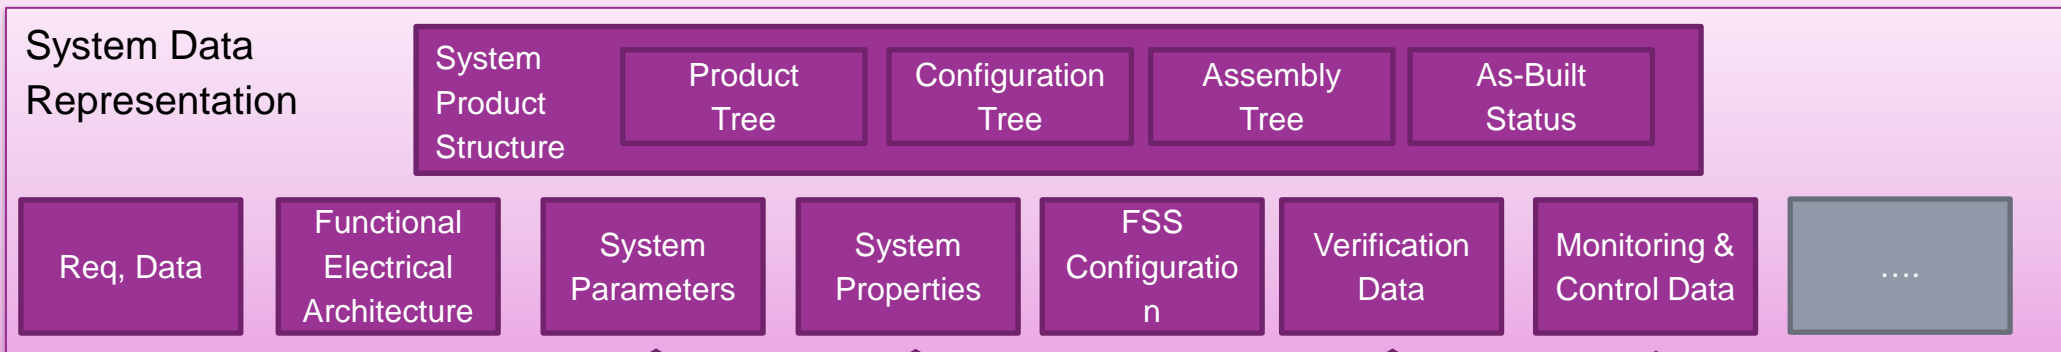 System Data
Representation
System
Product
Structure
Product
Tree
Configuration
Tree
Assembly
Tree
As-Built
Status
Req, Data
Functional
Electrical
Architecture
System
Parameters
System
Properties
FSS
Configuratio
n
Verification
Data
Monitoring &
Control Data
....